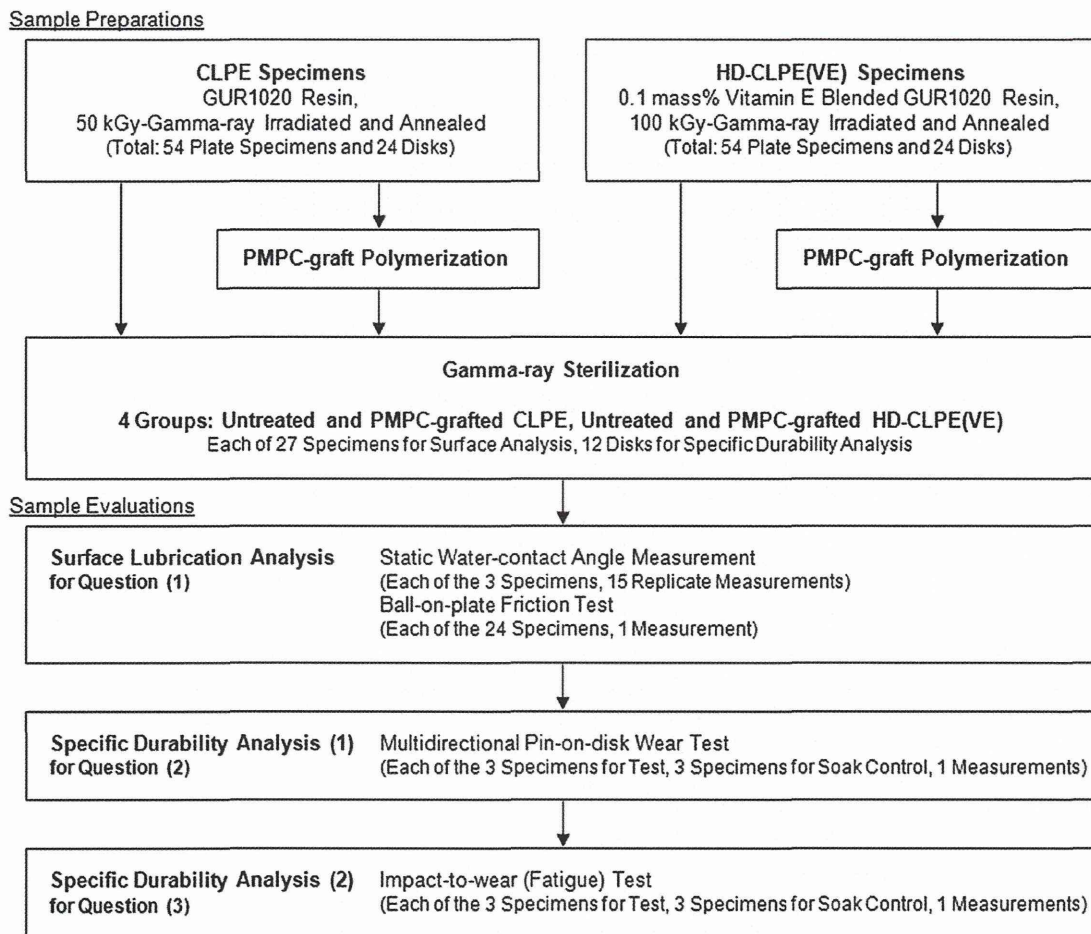 Sample Preparations
CLPE Specimens
GUR1020 Resin,
50 kGy-Gamma-ray Irradiated and Annealed
(Total: 54 Plate Specimens and 24 Disks)
HD-CLPE(VE) Specimens
0.1 mass% Vitamin E Blended GUR1020 Resin,
100 kGy-Gamma-ray Irradiated and Annealed
(Total: 54 Plate Specimens and 24 Disks)
PMPC-graft Polymerization
PMPC-graft Polymerization
Gamma-ray Sterilization
4 Groups: Untreated and PMPC-grafted CLPE, Untreated and PMPC-grafted HD-CLPE(VE)
Each of 27 Specimens for Surface Analysis, 12 Disks for Specific Durability Analysis
Sample Evaluations
Surface Lubrication Analysis
for Question (1)
Static Water-contact Angle Measurement
(Each of the 3 Specimens, 15 Replicate Measurements)
Ball-on-plate Friction Test
(Each of the 24 Specimens, 1 Measurement)
Specific Durability Analysis (1)
for Question (2)
Multidirectional Pin-on-disk Wear Test
(Each of the 3 Specimens for Test, 3 Specimens for Soak Control, 1 Measurements)
Specific Durability Analysis (2)
for Question (3)
Impact-to-wear (Fatigue) Test
(Each of the 3 Specimens for Test, 3 Specimens for Soak Control, 1 Measurements)